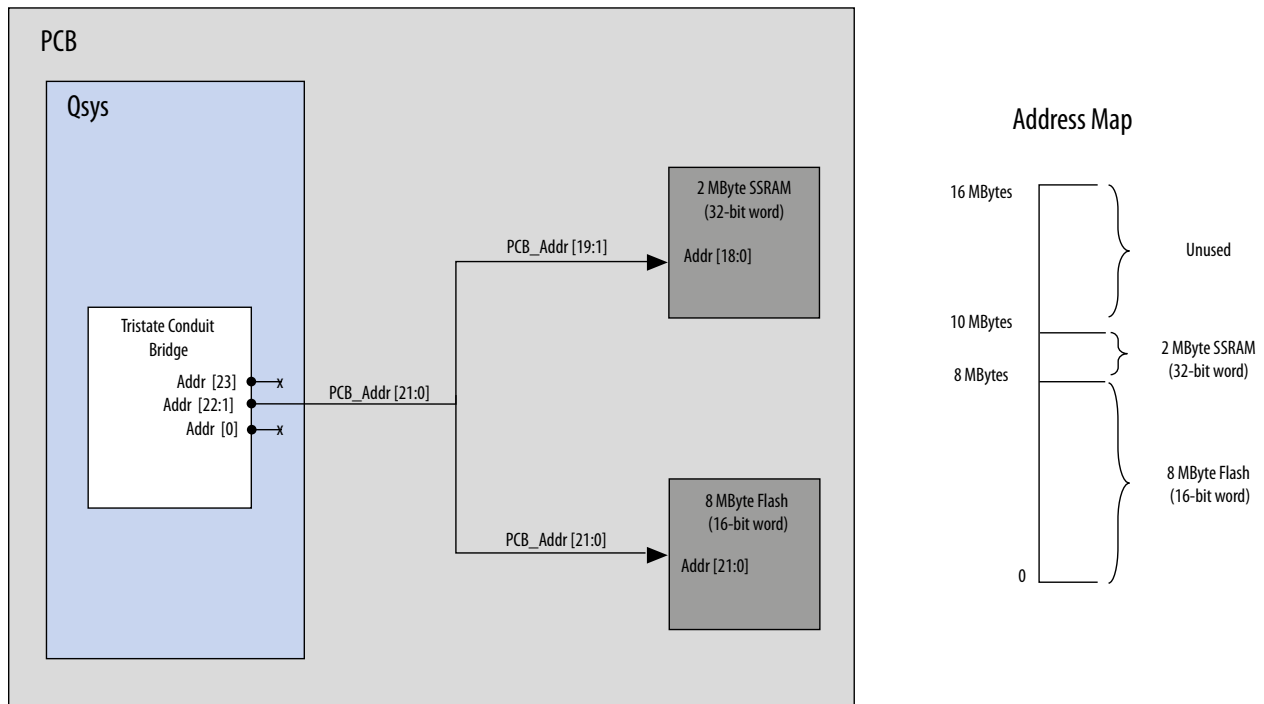 PCB
Qsys
Tristate Conduit
Bridge
Addr [23]
x
Addr [22:1]
Addr [0]
x
PCB_Addr [21:0]
PCB_Addr [19:1]
2 MByte SSRAM
(32-bit word)
Addr [18:0]
PCB_Addr [21:0]
8 MByte Flash
(16-bit word)
Addr [21:0]
Address Map
16 MBytes
Unused
10 MBytes
2 MByte SSRAM
(32-bit word)
8 MBytes
8 MByte Flash
(16-bit word)
0